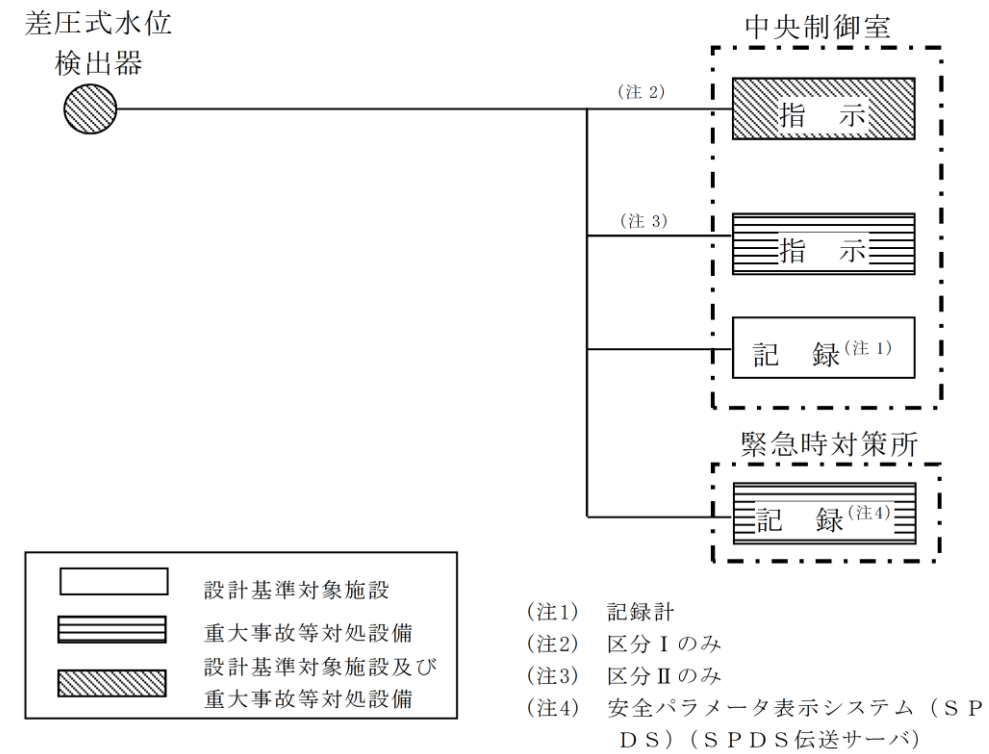 差圧式水位
検出器
中央制御室
(注 2)
指　示
(注 3)
指　示
記　録(注 1)
緊急時対策所
記　録(注4)
設計基準対象施設
重大事故等対処設備
設計基準対象施設及び
重大事故等対処設備
(注1)　記録計
(注2)　区分Ⅰのみ
(注3)　区分Ⅱのみ
(注4)　安全パラメータ表示システム（ＳＰ
ＤＳ）（ＳＰＤＳ伝送サーバ）